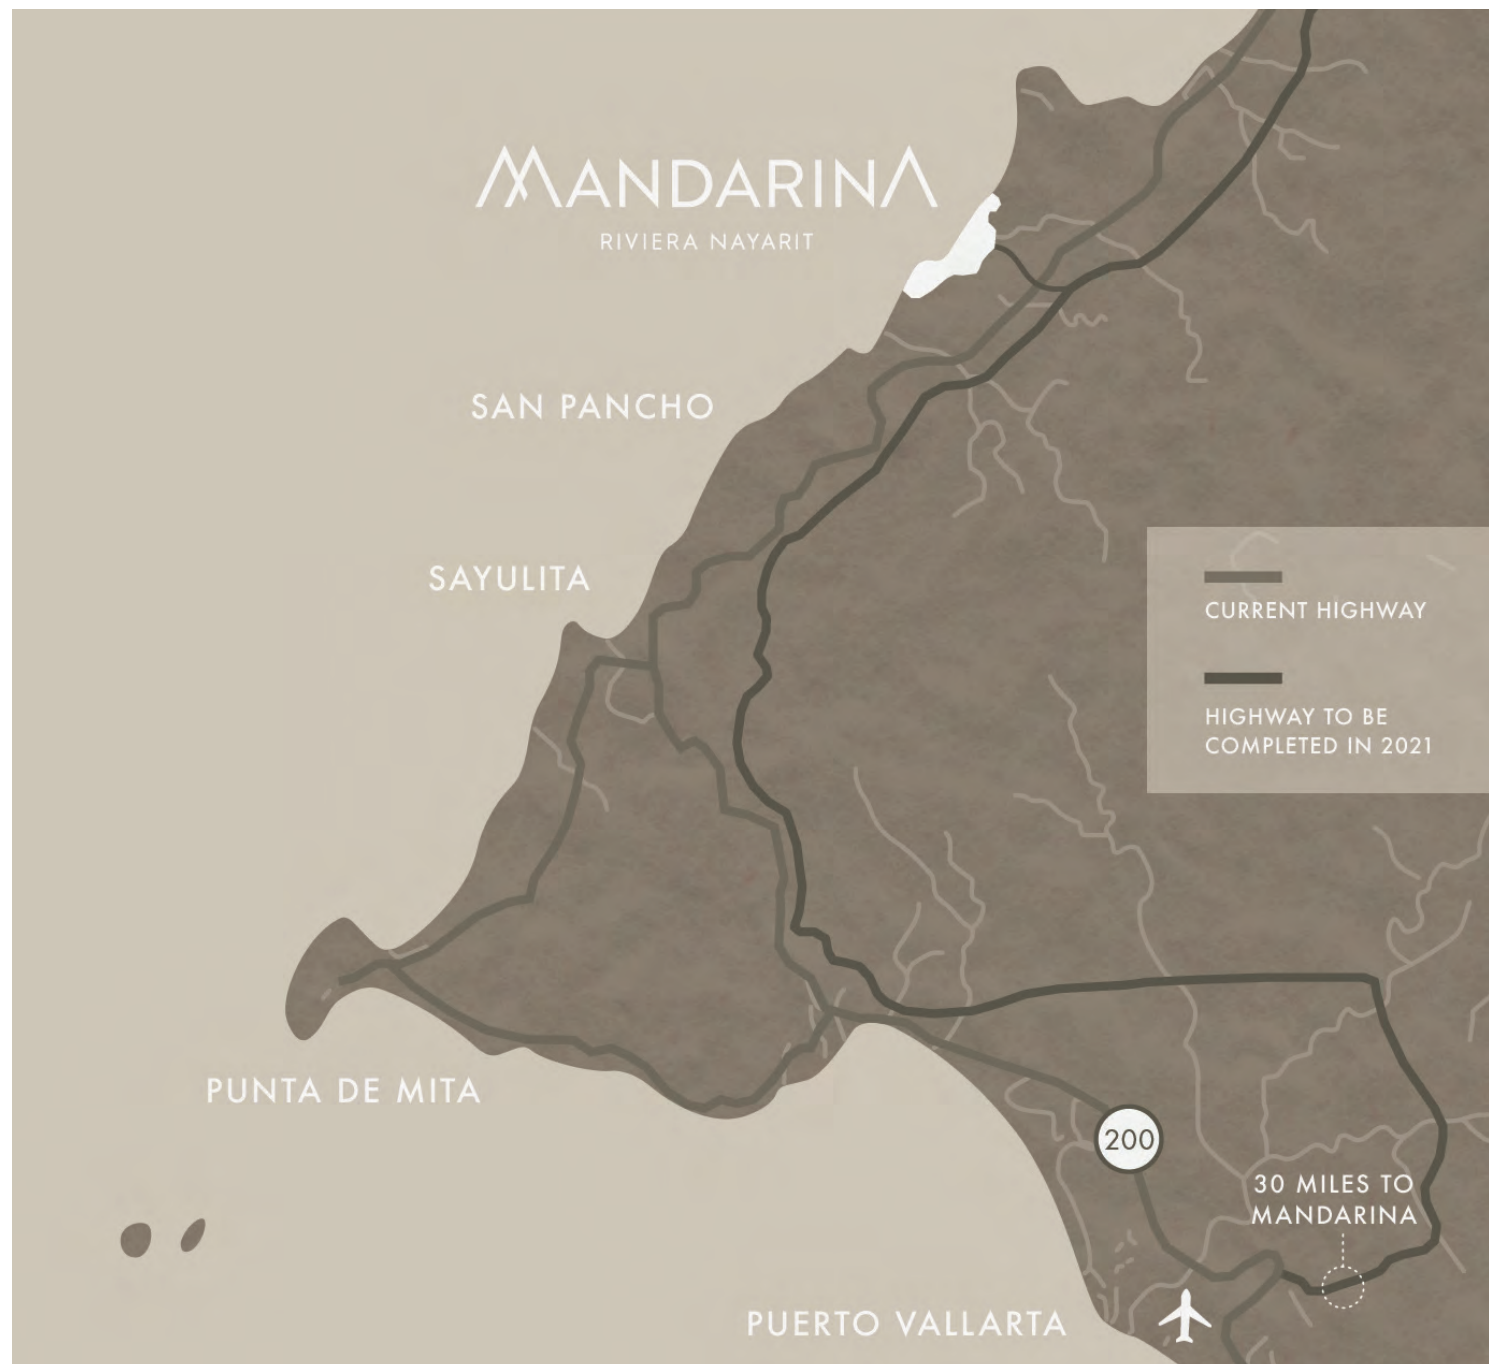 MANDARINA
RIVIERA NAYARIT
SAN PANCHO
SAYULITA
CURRENT HIGHWAY
HIGHWAY TO BE
COMPLETED IN 2021
PUNTA DE MITA
200
30 MILES TO
MANDARINA
PUERTO VALLARTA